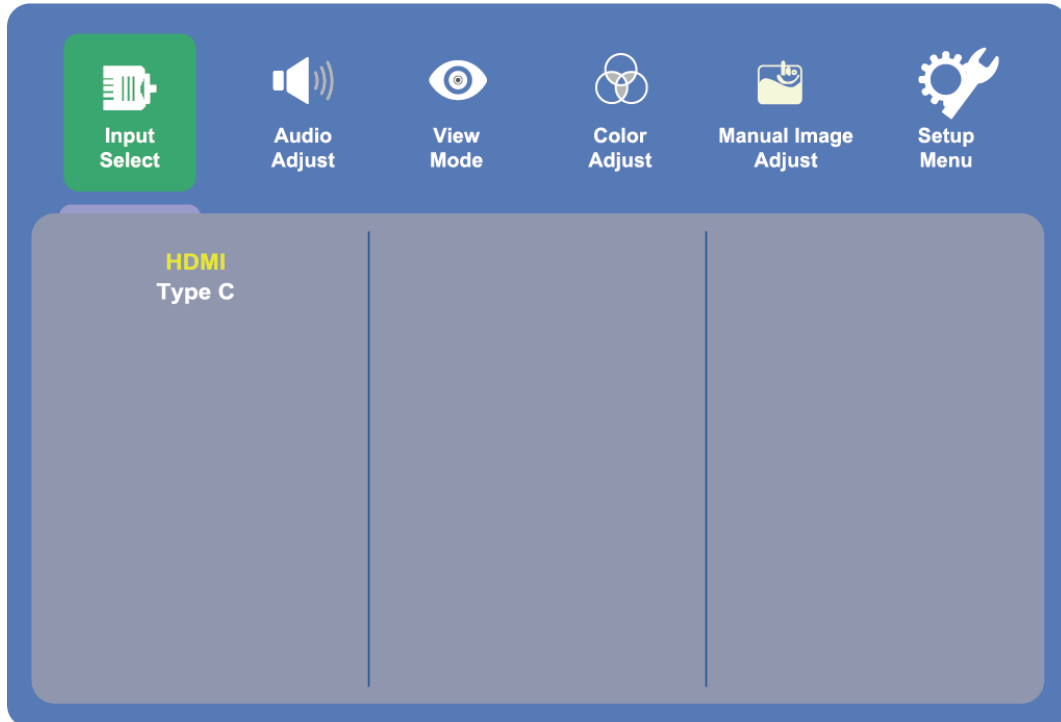 Input
Select
Audio
Adjust
View
Mode
Color
Adjust
Manual Image
Adjust
Setup
Menu
HDMI
Type C